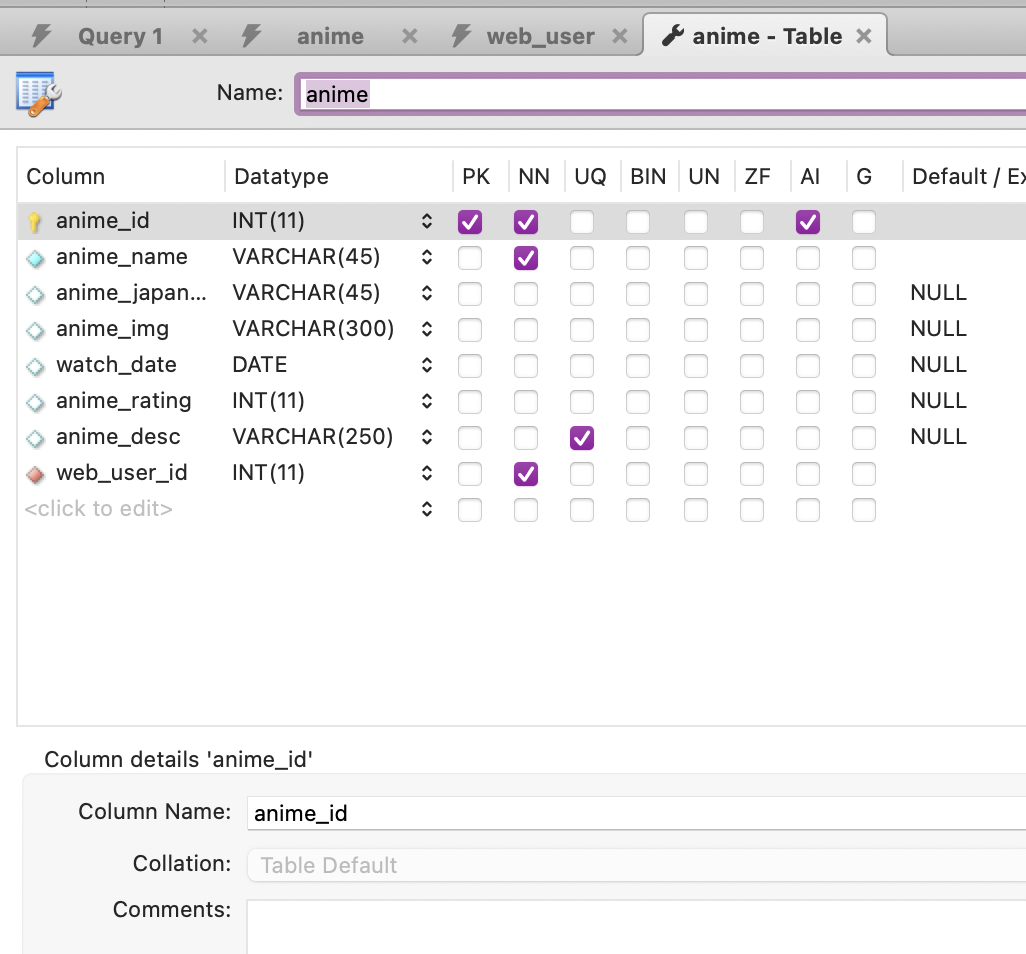 Query 1 anime web_user anime - Table
Name: anime
Column Datatype PK NN UQ BIN UN ZF AI G Default / Ex
anime_id INT(11)
anime_name VARCHAR(45)
anime_japan... VARCHAR(45) NULL
anime_img VARCHAR(300) NULL
watch_date DATE NULL
anime_rating INT(11) NULL
anime_desc VARCHAR(250) NULL
web_user_id INT(11)
<click to edit>
Column details 'anime_id'
Column Name: anime_id
Collation: Table Default
Comments: